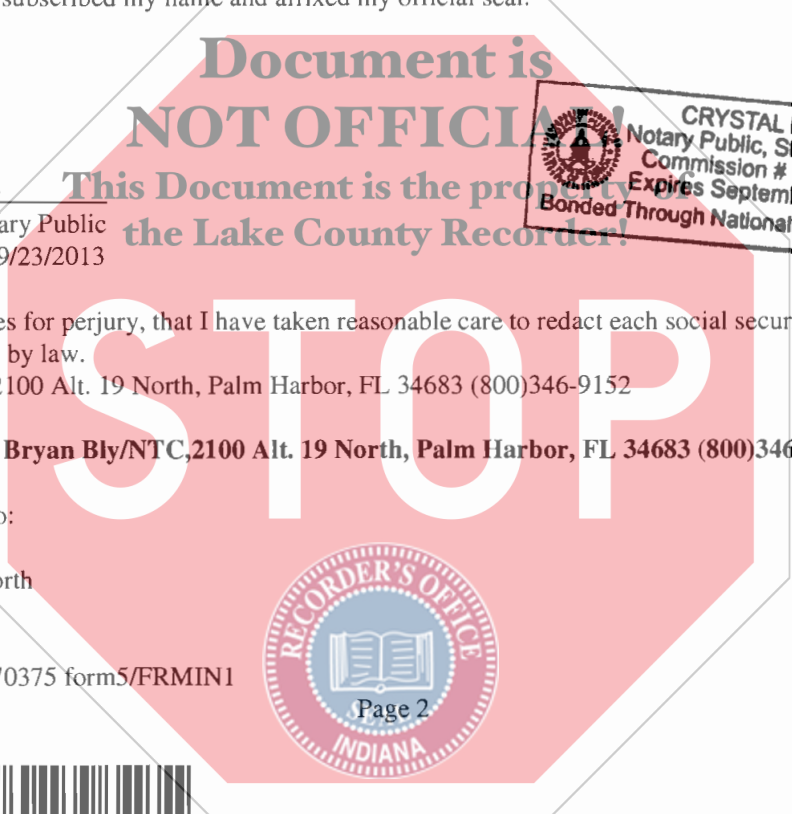 subscribed my name and affixed my official seal.
Document is
NOT OFFICIAL!
This Document is the property of
the Lake County Recorder!
CRYSTAL
Notary Public, S
Commission #
Expires Septem
Bonded Through National
ary Public
9/23/2013
es for perjury, that I have taken reasonable care to redact each social secur
by law.
2100 Alt. 19 North, Palm Harbor, FL 34683 (800)346-9152
Bryan Bly/NTC,2100 Alt. 19 North, Palm Harbor, FL 34683 (800)346
o:
orth
70375 form5/FRMIN1
STOP
RECORDER'S OFFICE
Page 2
SEAL
INDIANA